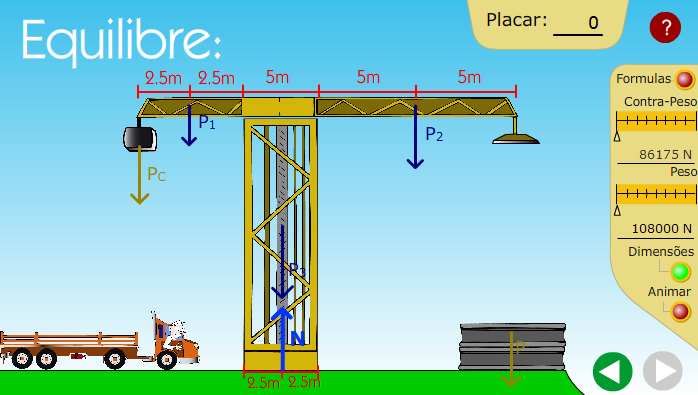 Equilibre:
Placar: 0
?
Formulas
Contra-Peso
86175 N
Peso
108000 N
Dimensões
Animar
2.5m 2.5m 5m 5m 5m
P1
P2
PC
P3
N
2.5m 2.5m
P